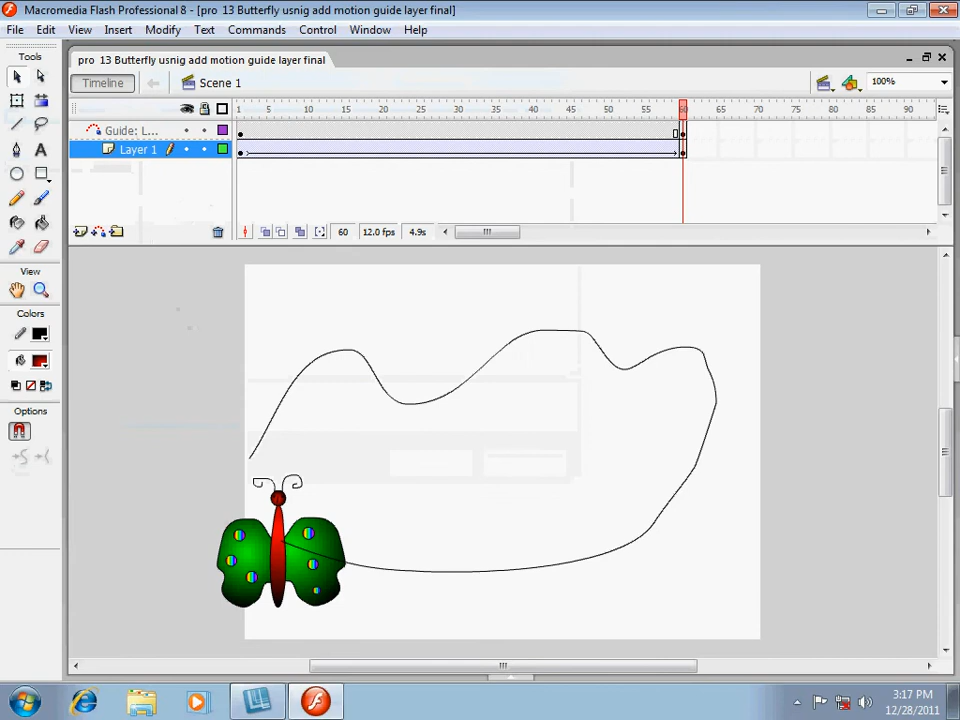 Macromedia Flash Professional 8 - [pro 13 Butterfly usnig add motion guide layer final]
File Edit View Insert Modify Text Commands Control Window Help
Tools
pro 13 Butterfly usnig add motion guide layer final
Timeline Scene 1 100%
1 5 10 15 20 25 30 35 40 45 50 55 60 65 70 75 80 85 90
Guide: L...
Layer 1
60 12.0 fps 4.9s
View
Colors
Options
3:17 PM
12/28/2011